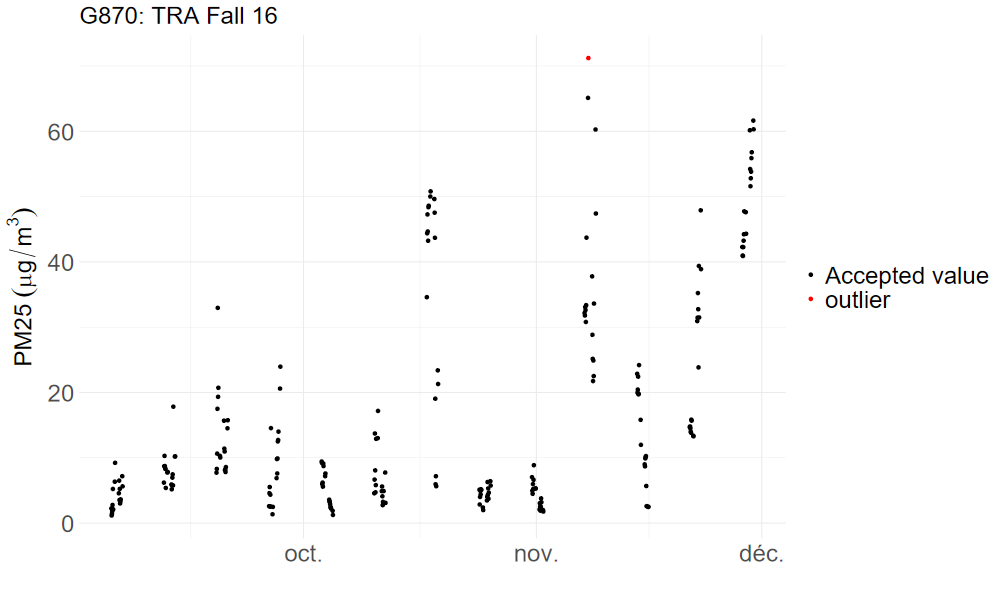 G870: TRA Fall 16
PM25 (μg/m³)
60
40
20
0
oct.
nov.
déc.
Accepted value
outlier